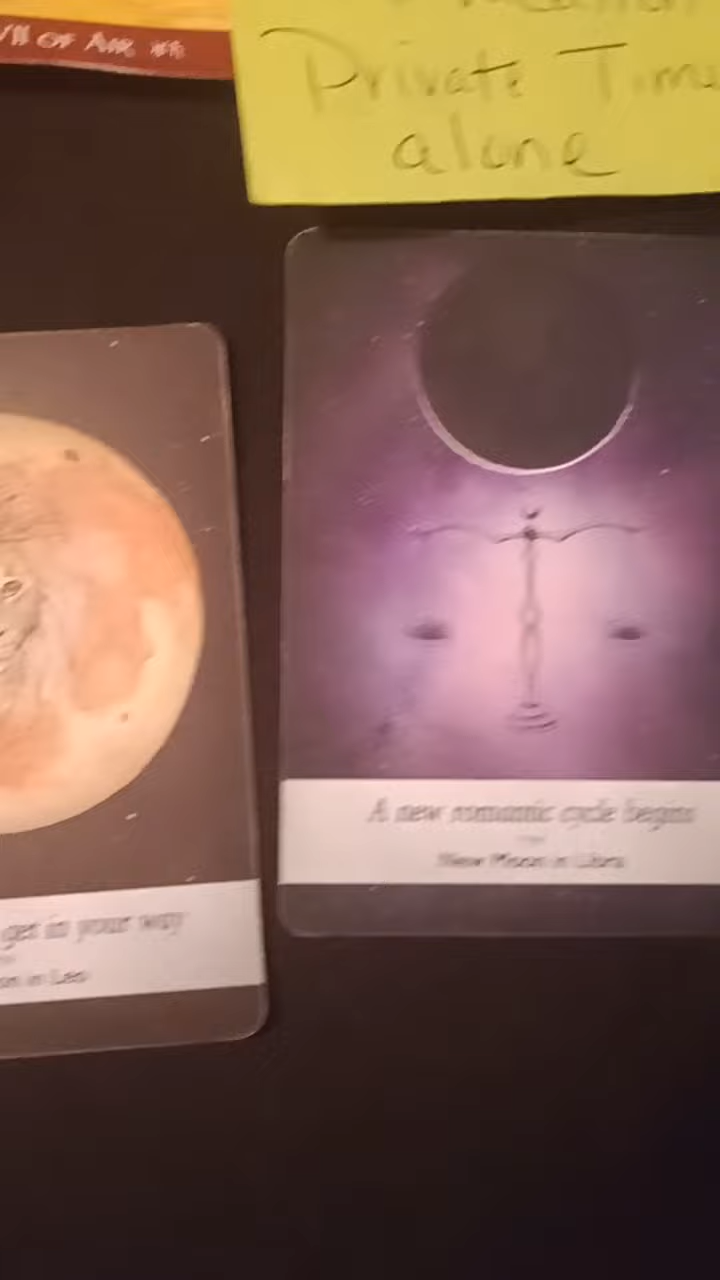 VII OF AIR
Private Time
alone
A new romantic cycle begins
New Moon in Libra
get in your way
in Leo